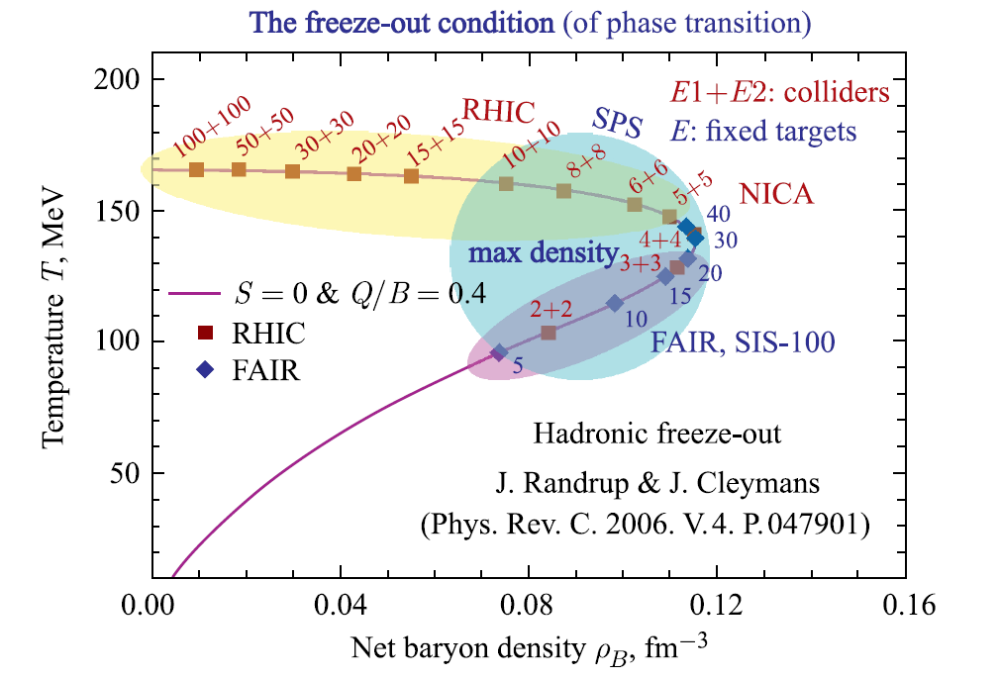 The freeze-out condition (of phase transition)
200
150
100
50
Temperature T, MeV
100+100
50+50
30+30
20+20
15+15
RHIC
10+10
SPS
8+8
6+6
5+5
E1+E2: colliders
E: fixed targets
NICA
40
30
4+4
max density
3+3
20
15
2+2
10
FAIR, SIS-100
5
S = 0 & Q/B = 0.4
RHIC
FAIR
Hadronic freeze-out
J. Randrup & J. Cleymans
(Phys. Rev. C. 2006. V. 4. P. 047901)
0.00 0.04 0.08 0.12 0.16
Net baryon density ρ_B, fm⁻³